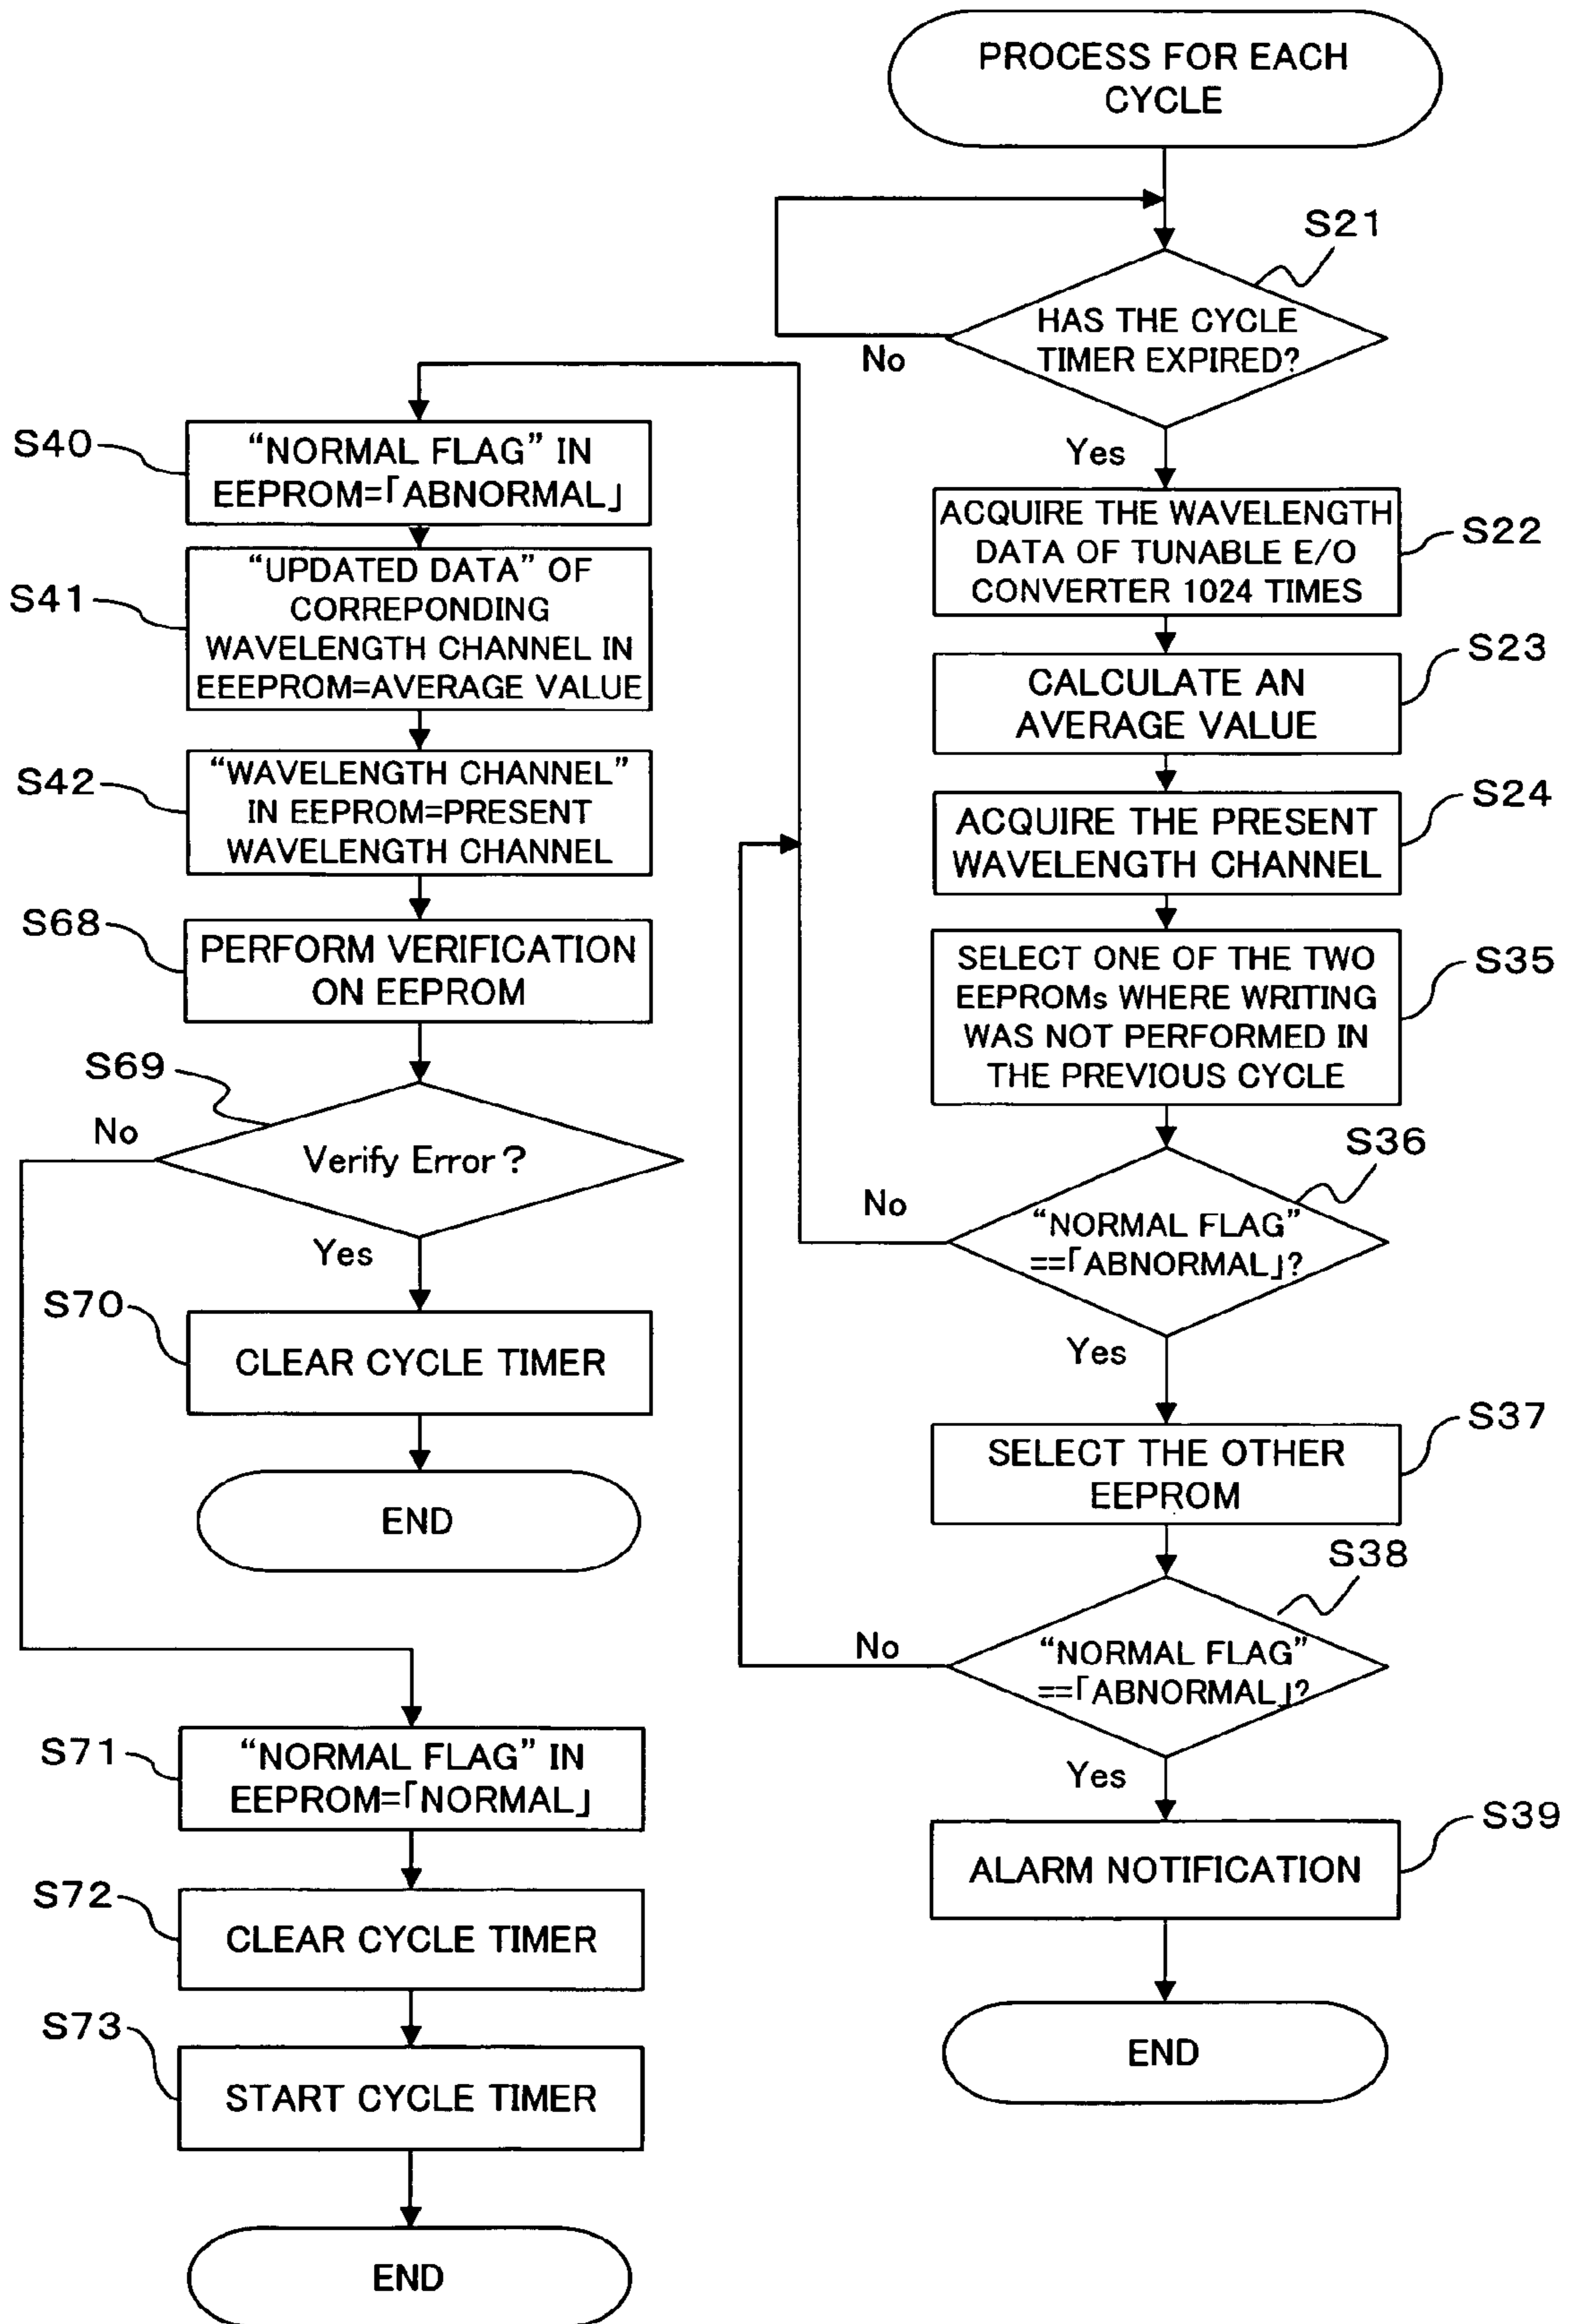 PROCESS FOR EACH
CYCLE
S21
HAS THE CYCLE
TIMER EXPIRED?
No
Yes
ACQUIRE THE WAVELENGTH
DATA OF TUNABLE E/O
CONVERTER 1024 TIMES
S22
CALCULATE AN
AVERAGE VALUE
S23
ACQUIRE THE PRESENT
WAVELENGTH CHANNEL
S24
SELECT ONE OF THE TWO
EEPROMs WHERE WRITING
WAS NOT PERFORMED IN
THE PREVIOUS CYCLE
S35
S36
"NORMAL FLAG"
==「ABNORMAL」?
No
Yes
SELECT THE OTHER
EEPROM
S37
S38
"NORMAL FLAG"
==「ABNORMAL」?
No
Yes
ALARM NOTIFICATION
S39
END
S40
“NORMAL FLAG” IN
EEPROM=「ABNORMAL」
S41
“UPDATED DATA” OF
CORREPONDING
WAVELENGTH CHANNEL IN
EEEPROM=AVERAGE VALUE
S42
“WAVELENGTH CHANNEL”
IN EEPROM=PRESENT
WAVELENGTH CHANNEL
S68
PERFORM VERIFICATION
ON EEPROM
S69
Verify Error?
No
Yes
S70
CLEAR CYCLE TIMER
END
S71
“NORMAL FLAG” IN
EEPROM=「NORMAL」
S72
CLEAR CYCLE TIMER
S73
START CYCLE TIMER
END